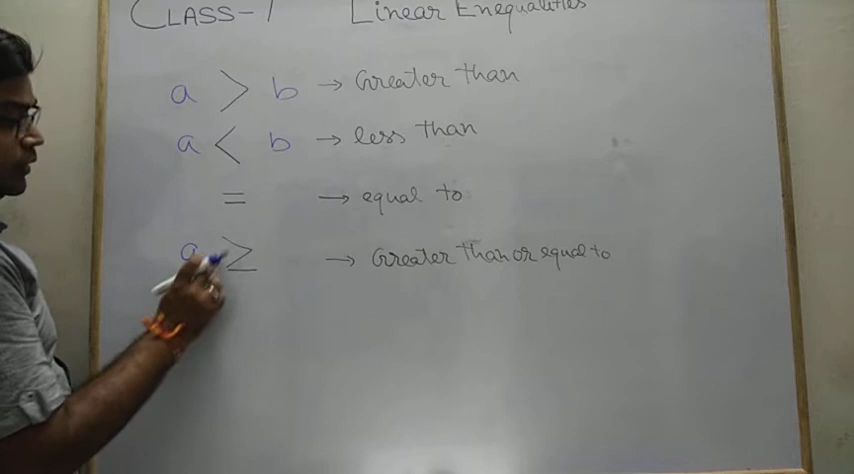 CLASS-1 Linear Enequalities
a > b → Greater than
a < b → less than
= → equal to
a ≥ → Greater than or equal to